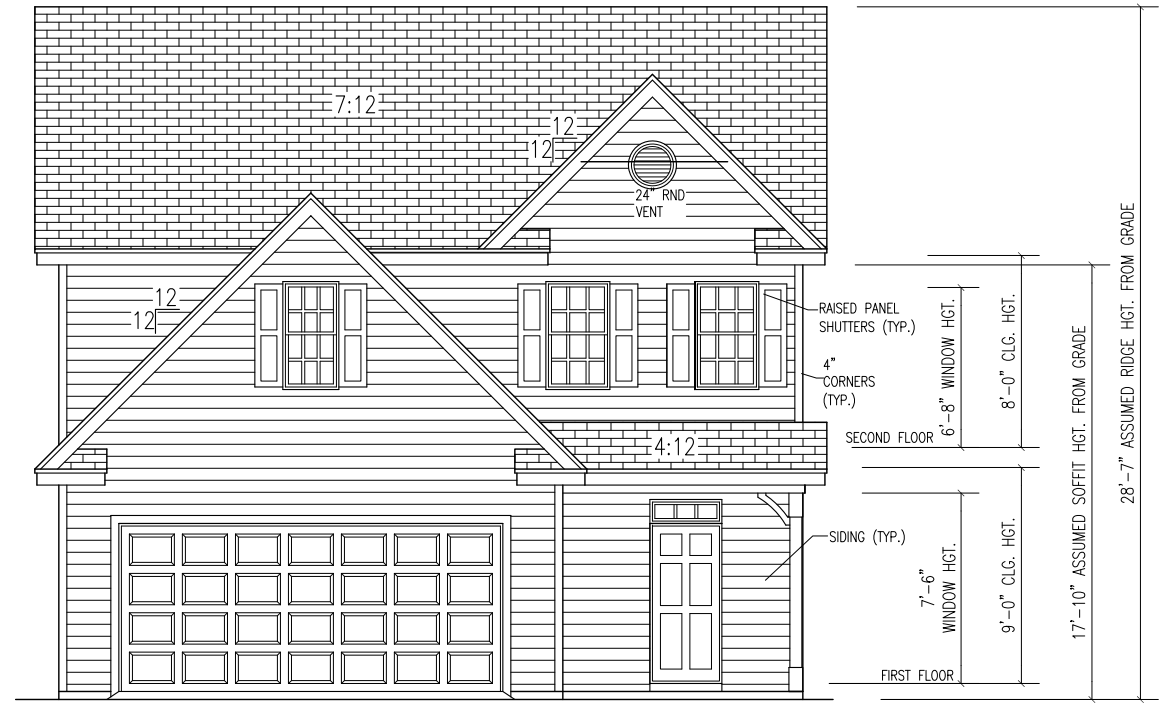 7:12
12
12
24" RND
VENT
12
12
RAISED PANEL
SHUTTERS (TYP.)
4"
CORNERS
(TYP.)
SECOND FLOOR
4:12
SIDING (TYP.)
FIRST FLOOR
6'-8" WINDOW HGT.
8'-0" CLG. HGT.
7'-6"
WINDOW HGT.
9'-0" CLG. HGT.
17'-10" ASSUMED SOFFIT HGT. FROM GRADE
28'-7" ASSUMED RIDGE HGT. FROM GRADE